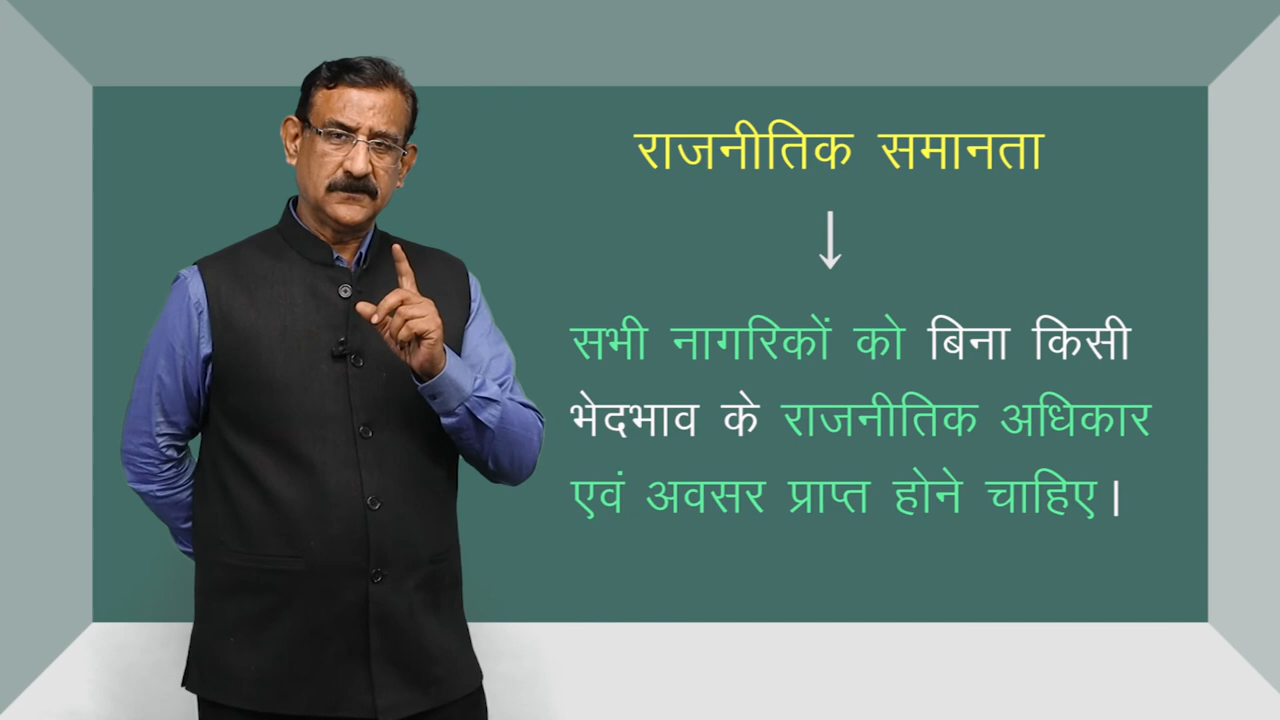 राजनीतिक समानता
↓
सभी नागरिकों को बिना किसी
भेदभाव के राजनीतिक अधिकार
एवं अवसर प्राप्त होने चाहिए।